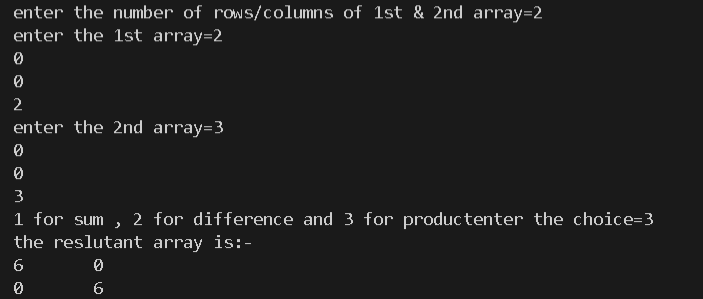 enter the number of rows/columns of 1st & 2nd array=2
enter the 1st array=2
0
0
2
enter the 2nd array=3
0
0
3
1 for sum , 2 for difference and 3 for productenter the choice=3
the reslutant array is:-
6 0
0 6